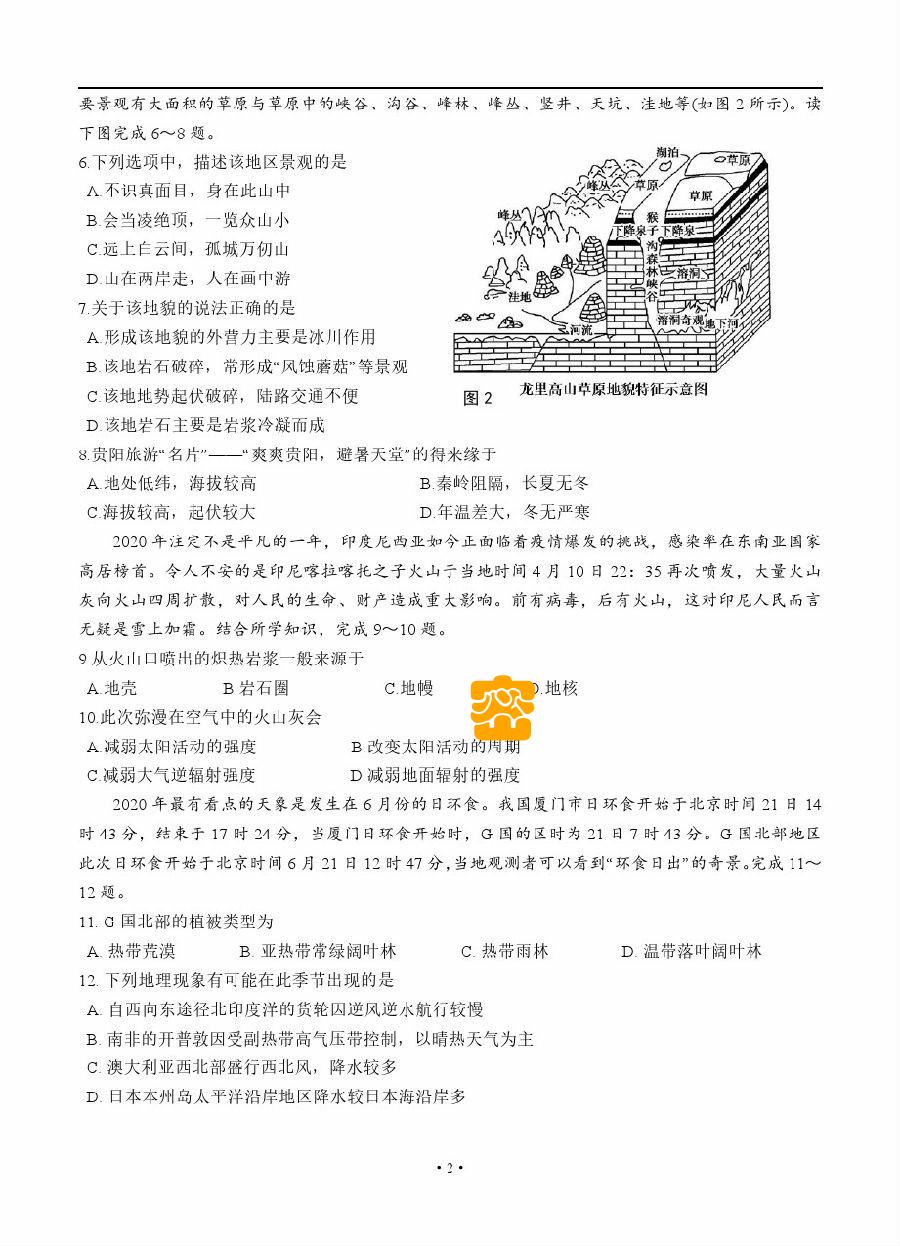 要景观有大面积的草原与草原中的峡谷、沟谷、峰林、峰丛、竖井、天坑、洼地等(如图 2 所示)。读
下图完成 6～8 题。
6.下列选项中，描述该地区景观的是
A.不识真面目，身在此山中
B.会当凌绝顶，一览众山小
C.远上白云间，孤城万仞山
D.山在两岸走，人在画中游
7.关于该地貌的说法正确的是
A.形成该地貌的外营力主要是冰川作用
B.该地岩石破碎，常形成“风蚀蘑菇”等景观
C.该地地势起伏破碎，陆路交通不便
D.该地岩石主要是岩浆冷凝而成
湖泊
草原
峰丛
草原
草原
峰丛
猴子沟森林峡谷
下降泉
下降泉
溶洞
洼地
溶洞奇观
地下河
河流
图 2
龙里高山草原地貌特征示意图
8.贵阳旅游“名片”——“爽爽贵阳，避暑天堂”的得来缘于
A.地处低纬，海拔较高
B.秦岭阻隔，长夏无冬
C.海拔较高，起伏较大
D.年温差大，冬无严寒
2020 年注定不是平凡的一年，印度尼西亚如今正面临着疫情爆发的挑战，感染率在东南亚国家
高居榜首。令人不安的是印尼喀拉喀托之子火山于当地时间 4 月 10 日 22：35 再次喷发，大量火山
灰向火山四周扩散，对人民的生命、财产造成重大影响。前有病毒，后有火山，这对印尼人民而言
无疑是雪上加霜。结合所学知识，完成 9～10 题。
9 从火山口喷出的炽热岩浆一般来源于
A.地壳 B 岩石圈 C.地幔 D.地核
10.此次弥漫在空气中的火山灰会
A.减弱太阳活动的强度 B 改变太阳活动的周期
C.减弱大气逆辐射强度 D 减弱地面辐射的强度
2020 年最有看点的天象是发生在 6 月份的日环食。我国厦门市日环食开始于北京时间 21 日 14
时 43 分，结束于 17 时 24 分，当厦门日环食开始时，G 国的区时为 21 日 7 时 43 分。G 国北部地区
此次日环食开始于北京时间 6 月 21 日 12 时 47 分,当地观测者可以看到“环食日出”的奇景。完成 11～
12 题。
11. G 国北部的植被类型为
A. 热带荒漠 B. 亚热带常绿阔叶林 C. 热带雨林 D. 温带落叶阔叶林
12. 下列地理现象有可能在此季节出现的是
A. 自西向东途径北印度洋的货轮因逆风逆水航行较慢
B. 南非的开普敦因受副热带高气压带控制，以晴热天气为主
C. 澳大利亚西北部盛行西北风，降水较多
D. 日本本州岛太平洋沿岸地区降水较日本海沿岸多
• 2 •